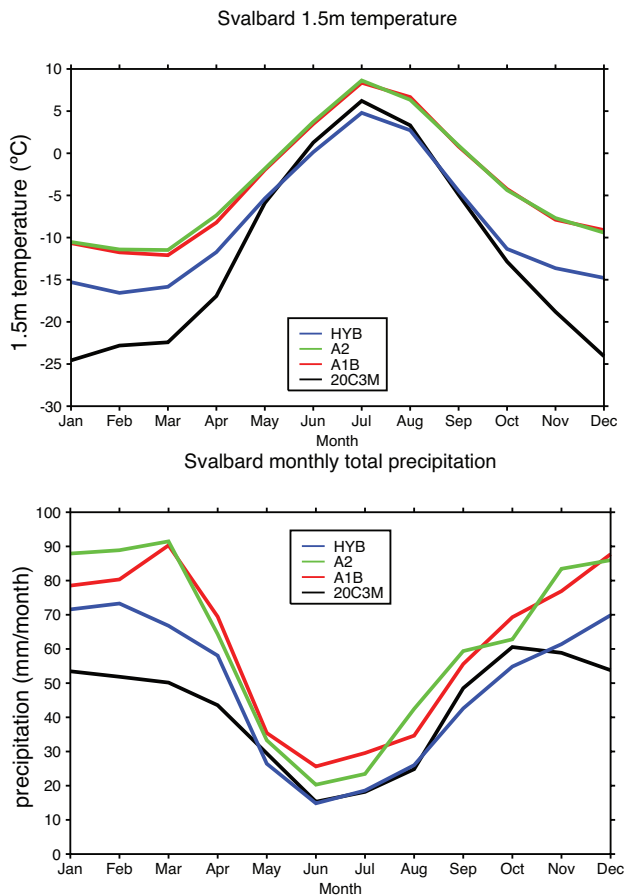 Svalbard 1.5m temperature
10
5
0
-5
-10
-15
-20
-25
-30
1.5m temperature (°C)
HYB
A2
A1B
20C3M
Jan Feb Mar Apr May Jun Jul Aug Sep Oct Nov Dec
Month
Svalbard monthly total precipitation
100
90
80
70
60
50
40
30
20
10
0
precipitation (mm/month)
HYB
A2
A1B
20C3M
Jan Feb Mar Apr May Jun Jul Aug Sep Oct Nov Dec
Month